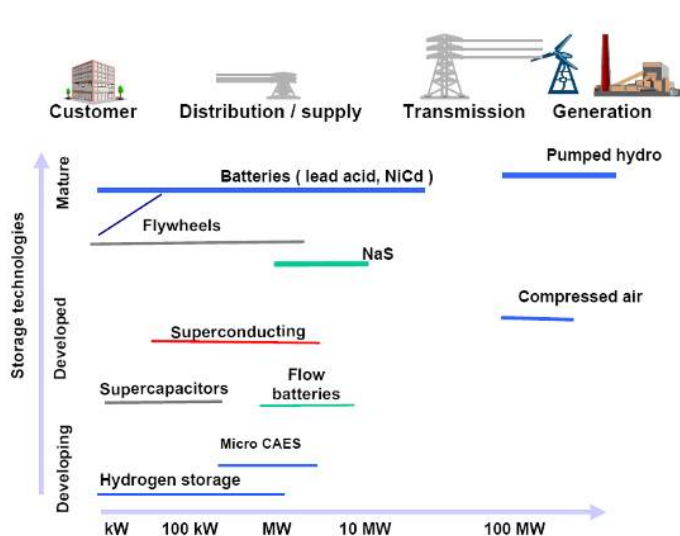 Customer
Distribution / supply
Transmission
Generation
Storage technologies
Mature
Developed
Developing
Pumped hydro
Batteries ( lead acid, NiCd )
Flywheels
NaS
Compressed air
Superconducting
Supercapacitors
Flow
batteries
Micro CAES
Hydrogen storage
kW
100 kW
MW
10 MW
100 MW